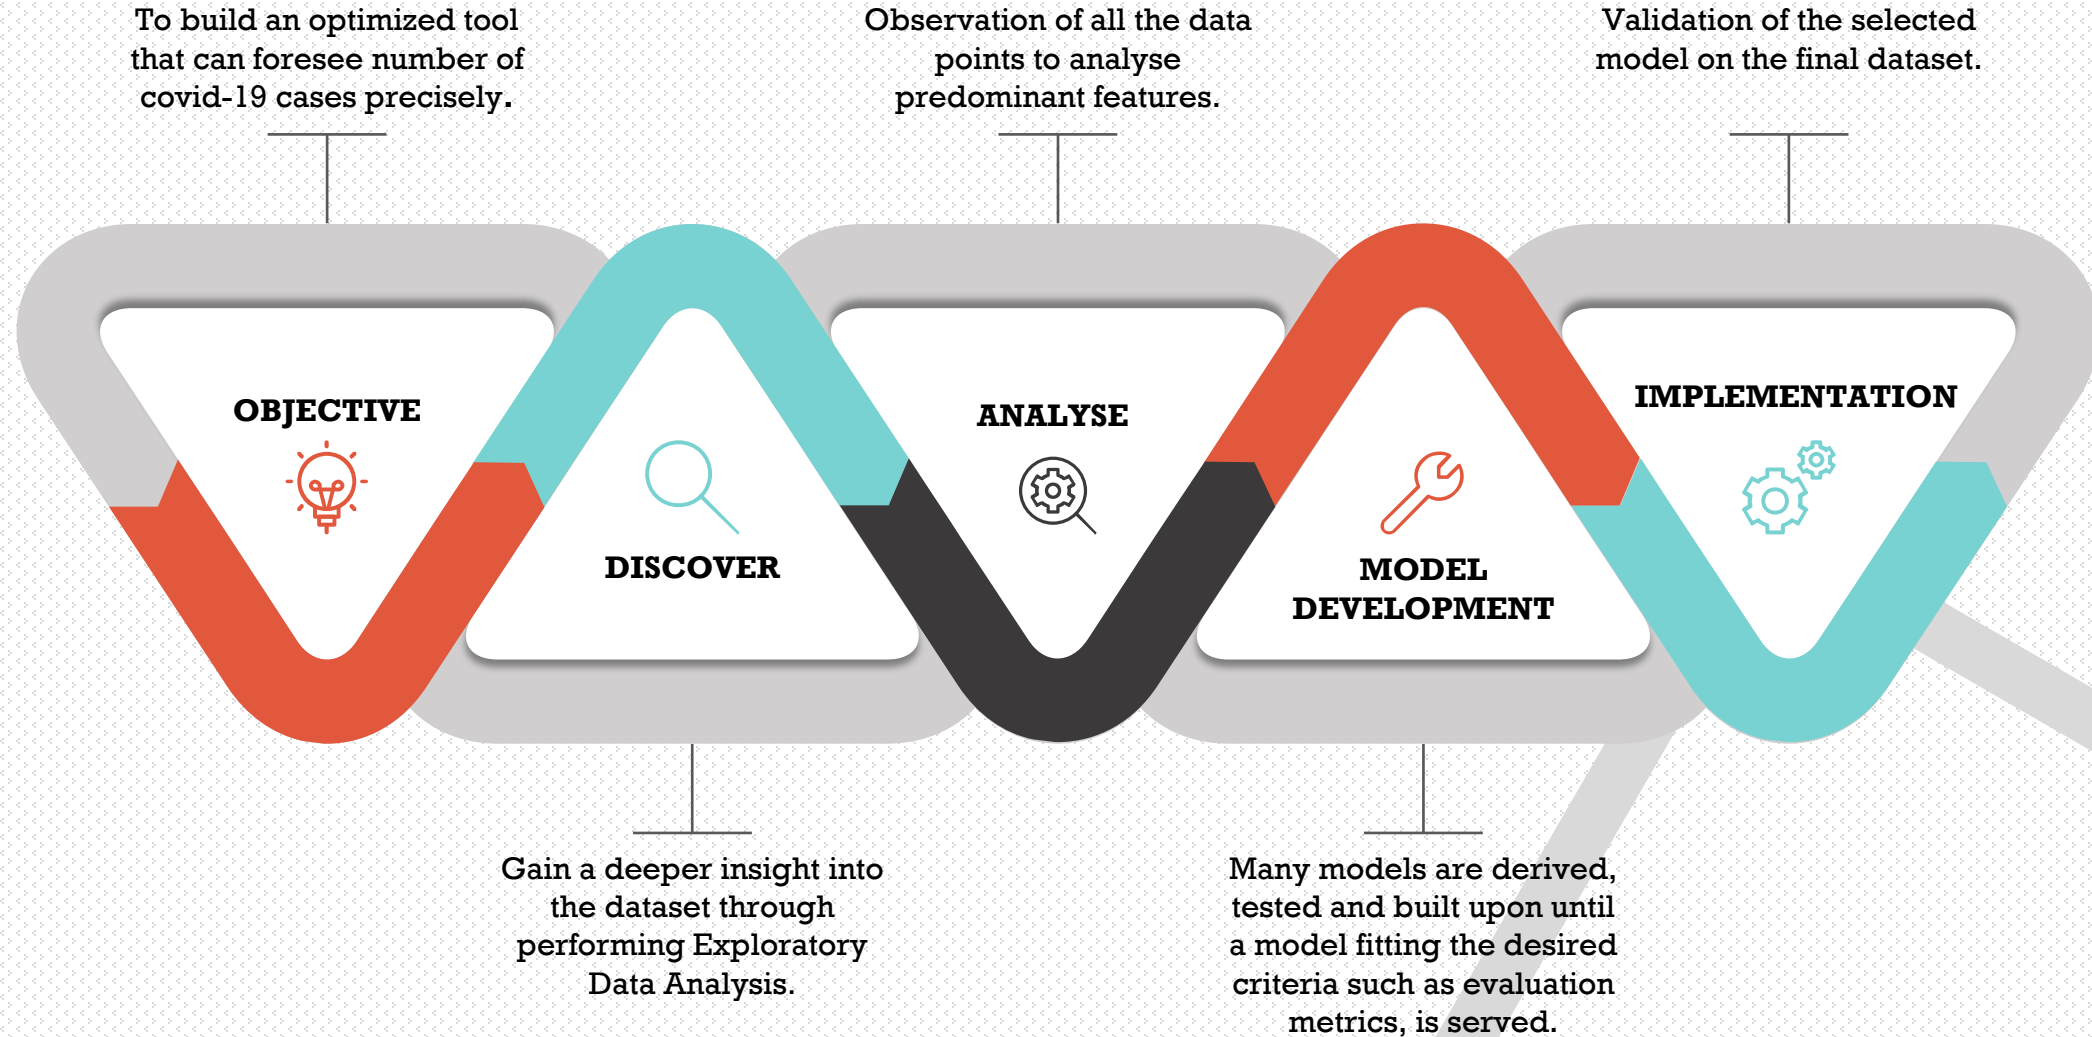 To build an optimized tool
that can foresee number of
covid-19 cases precisely.
Observation of all the data
points to analyse
predominant features.
Validation of the selected
model on the final dataset.
OBJECTIVE
DISCOVER
ANALYSE
MODEL
DEVELOPMENT
IMPLEMENTATION
Gain a deeper insight into
the dataset through
performing Exploratory
Data Analysis.
Many models are derived,
tested and built upon until
a model fitting the desired
criteria such as evaluation
metrics, is served.